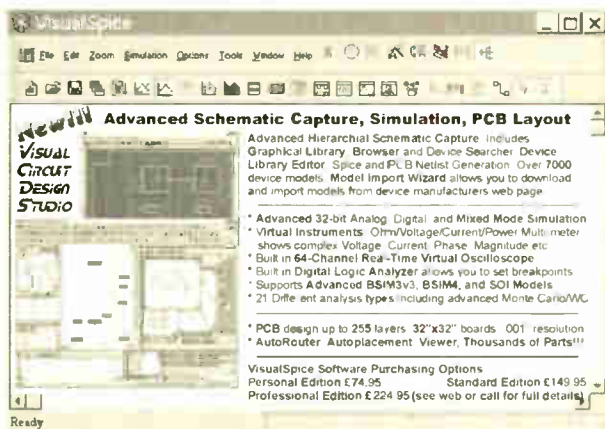 VisualSpice
File Edit Zoom Simulation Options Tools Window Help
New!!!
Advanced Schematic Capture, Simulation, PCB Layout
VISUAL
CIRCUIT
DESIGN
STUDIO
Advanced Hierarchial Schematic Capture Includes
Graphical Library Browser and Device Searcher Device
Library Editor Spice and PCB Netlist Generation Over 7000
device models. Model Import Wizard allows you to download
and import models from device manufacturers web page
* Advanced 32-bit Analog Digital and Mixed Mode Simulation
* Virtual Instruments Ohm/Voltage/Current/Power Multimeter
shows complex Voltage Current Phase Magnitude etc
* Built in 64-Channel Real-Time Virtual Oscilloscope
* Built in Digital Logic Analyzer allows you to set breakpoints
* Supports Advanced BSIM3v3, BSIM4, and SOI Models
* 21 Different analysis types including advanced Monte Carlo/WC
* PCB design up to 255 layers 32"x32" boards 001 resolution
* AutoRouter Autoplacement Viewer, Thousands of Parts!!!
VisualSpice Software Purchasing Options
Personal Edition £74.95 Standard Edition £149.95
Professional Edition £224.95 (see web or call for full details)
Ready